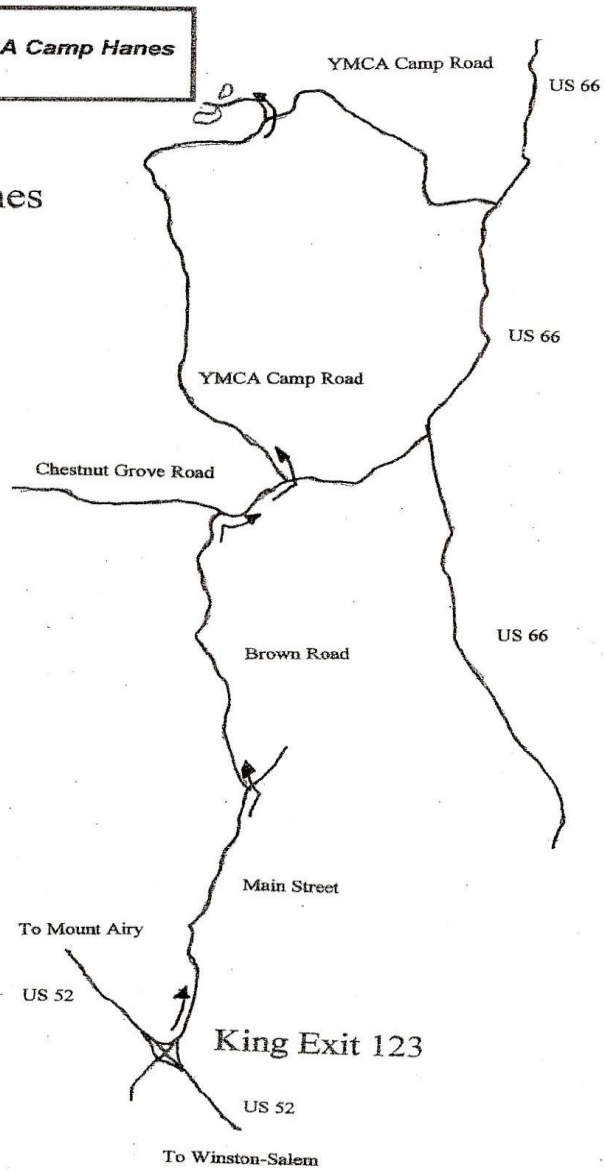 A Camp Hanes
YMCA Camp Road
US 66
US 66
YMCA Camp Road
Chestnut Grove Road
US 66
Brown Road
Main Street
To Mount Airy
US 52
King Exit 123
US 52
To Winston-Salem